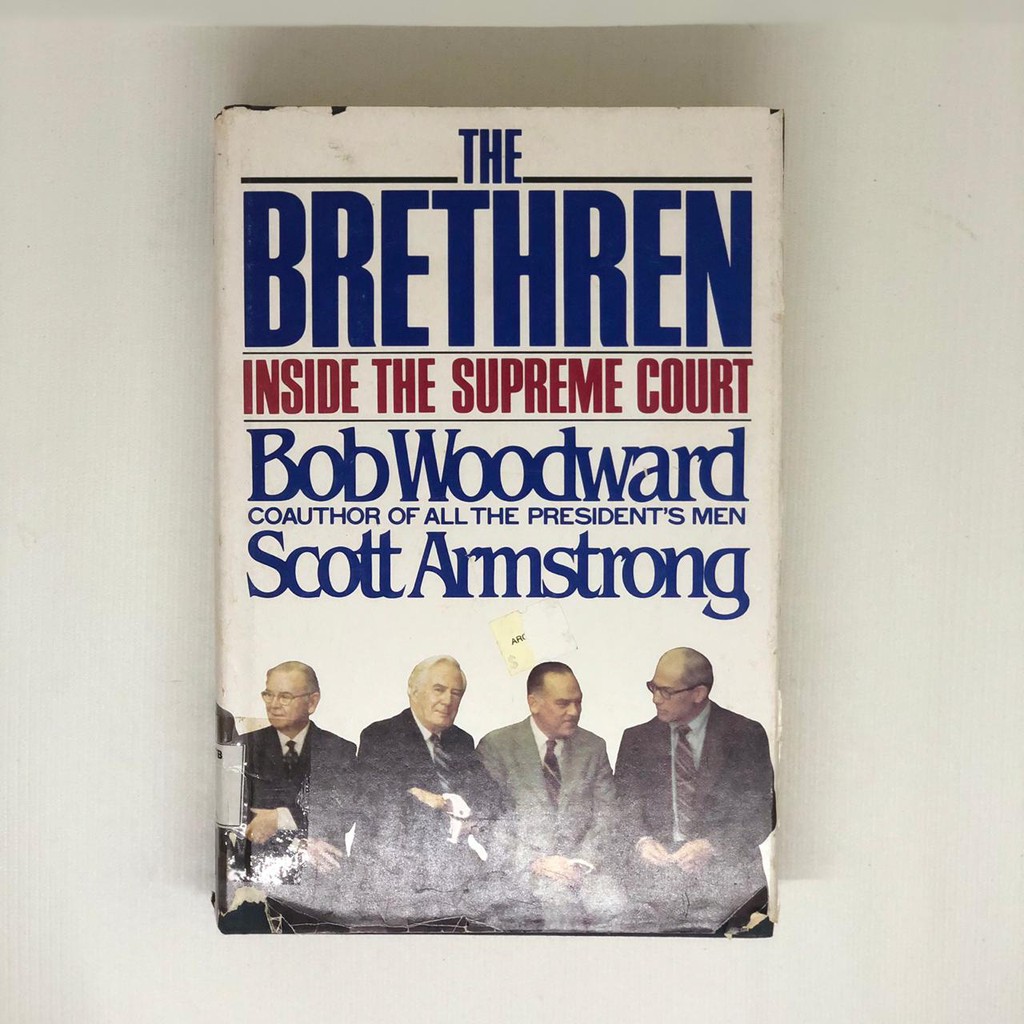 THE
BRETHREN
INSIDE THE SUPREME COURT
Bob Woodward
COAUTHOR OF ALL THE PRESIDENT'S MEN
Scott Armstrong
$